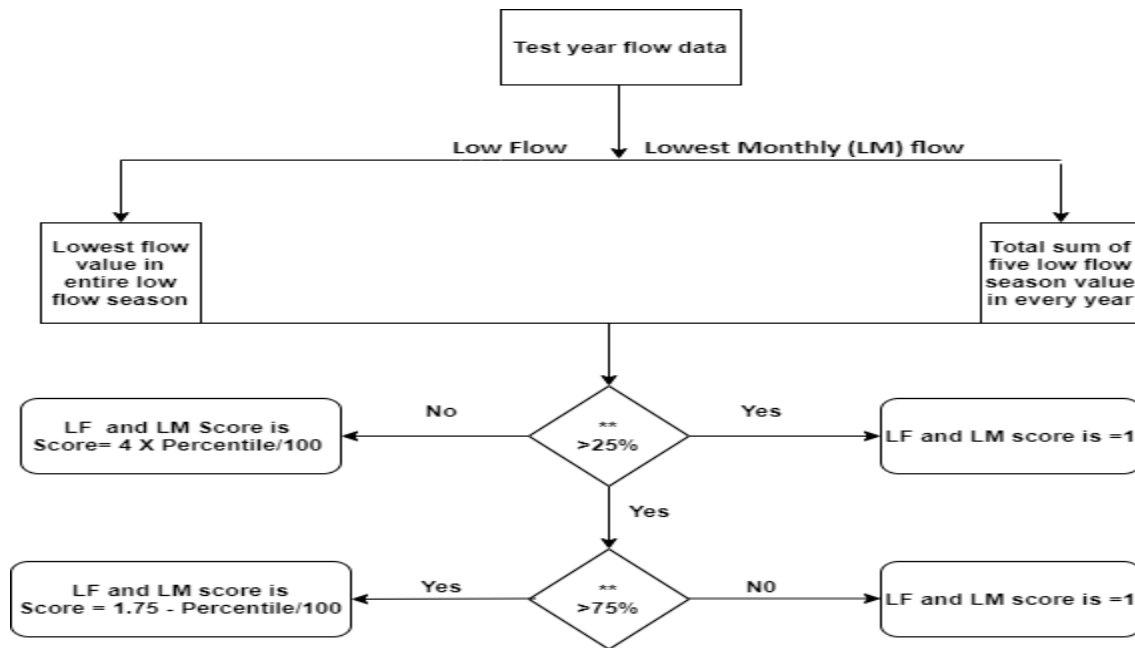 Test year flow data
Low Flow
Lowest Monthly (LM) flow
Lowest flow
value in
entire low
flow season
Total sum of
five low flow
season value
in every year
LF and LM Score is
Score= 4 X Percentile/100
No
**
>25%
Yes
LF and LM score is =1
Yes
LF and LM score is
Score = 1.75 - Percentile/100
Yes
**
>75%
N0
LF and LM score is =1